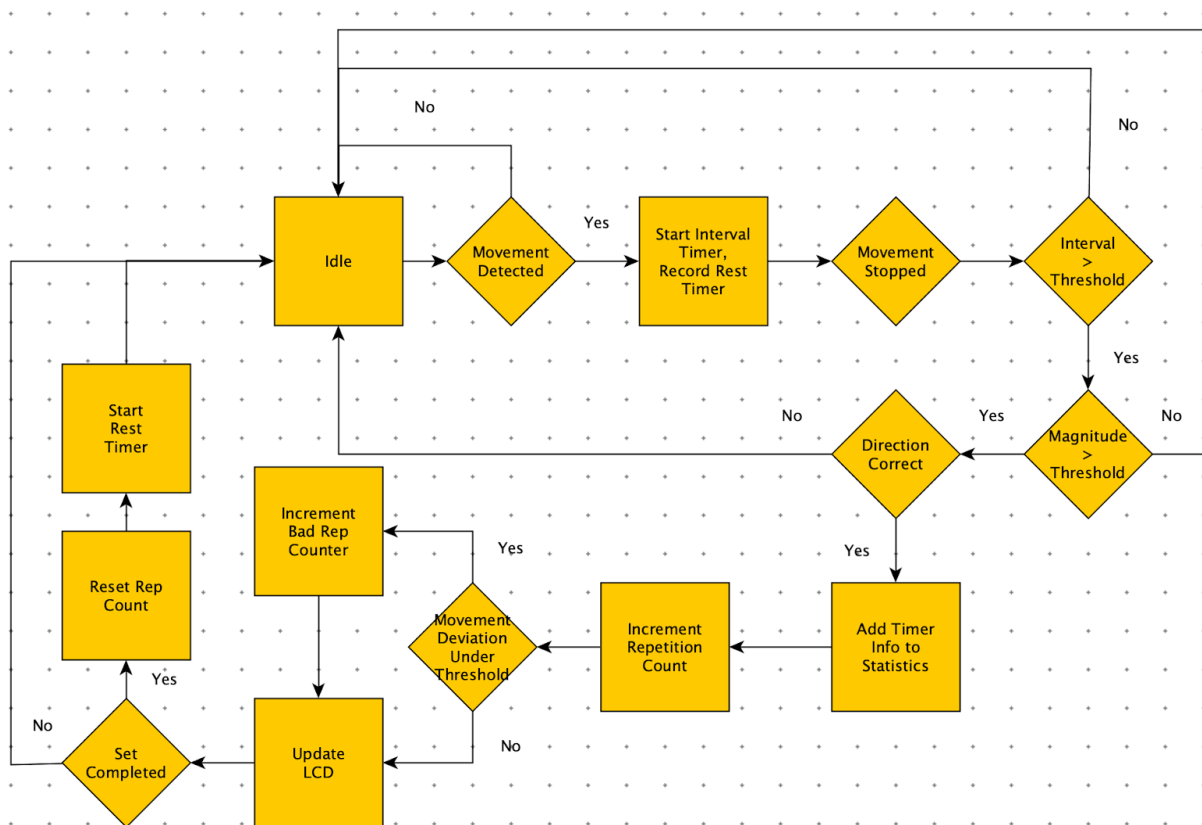 No
No
Idle
Movement
Detected
Yes
Start Interval
Timer,
Record Rest
Timer
Movement
Stopped
Interval
>
Threshold
Yes
Start
Rest
Timer
No
Direction
Correct
Yes
Magnitude
>
Threshold
No
Increment
Bad Rep
Counter
Yes
Yes
Reset Rep
Count
Movement
Deviation
Under
Threshold
Increment
Repetition
Count
Add Timer
Info to
Statistics
Yes
No
Set
Completed
Update
LCD
No